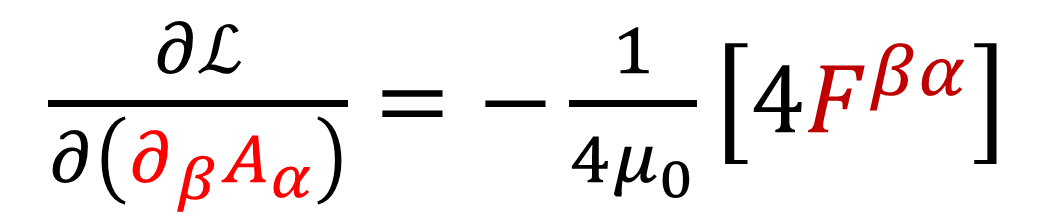 ∂ℒ/∂(∂_β A_α) = − 1/(4μ₀) [4F^{βα}]